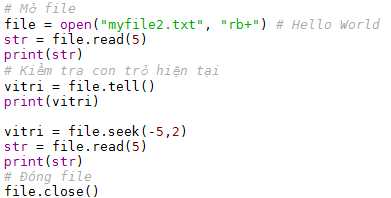 # Mở file
file = open("myfile2.txt", "rb+") # Hello World
str = file.read(5)
print(str)
# Kiểm tra con trỏ hiện tại
vitri = file.tell()
print(vitri)
vitri = file.seek(-5,2)
str = file.read(5)
print(str)
# Đóng file
file.close()